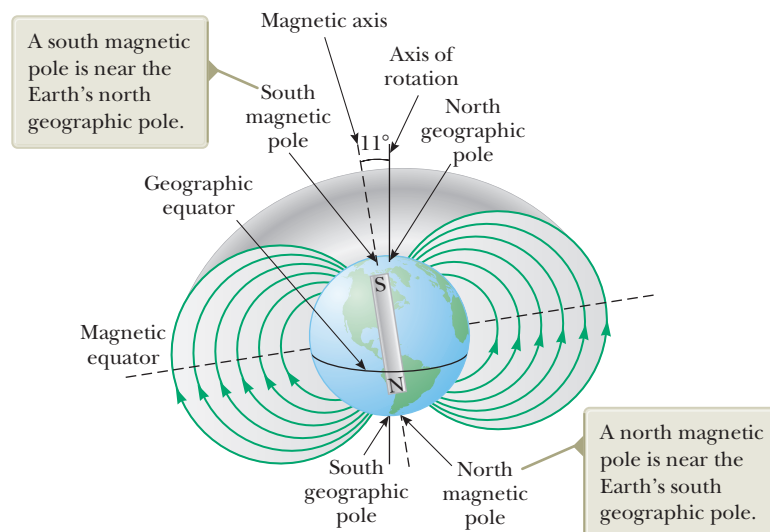 Magnetic axis
A south magnetic
pole is near the
Earth's north
geographic pole.
Axis of
rotation
South
magnetic
pole
North
geographic
pole
11°
Geographic
equator
S
Magnetic
equator
N
South
geographic
pole
North
magnetic
pole
A north magnetic
pole is near the
Earth's south
geographic pole.